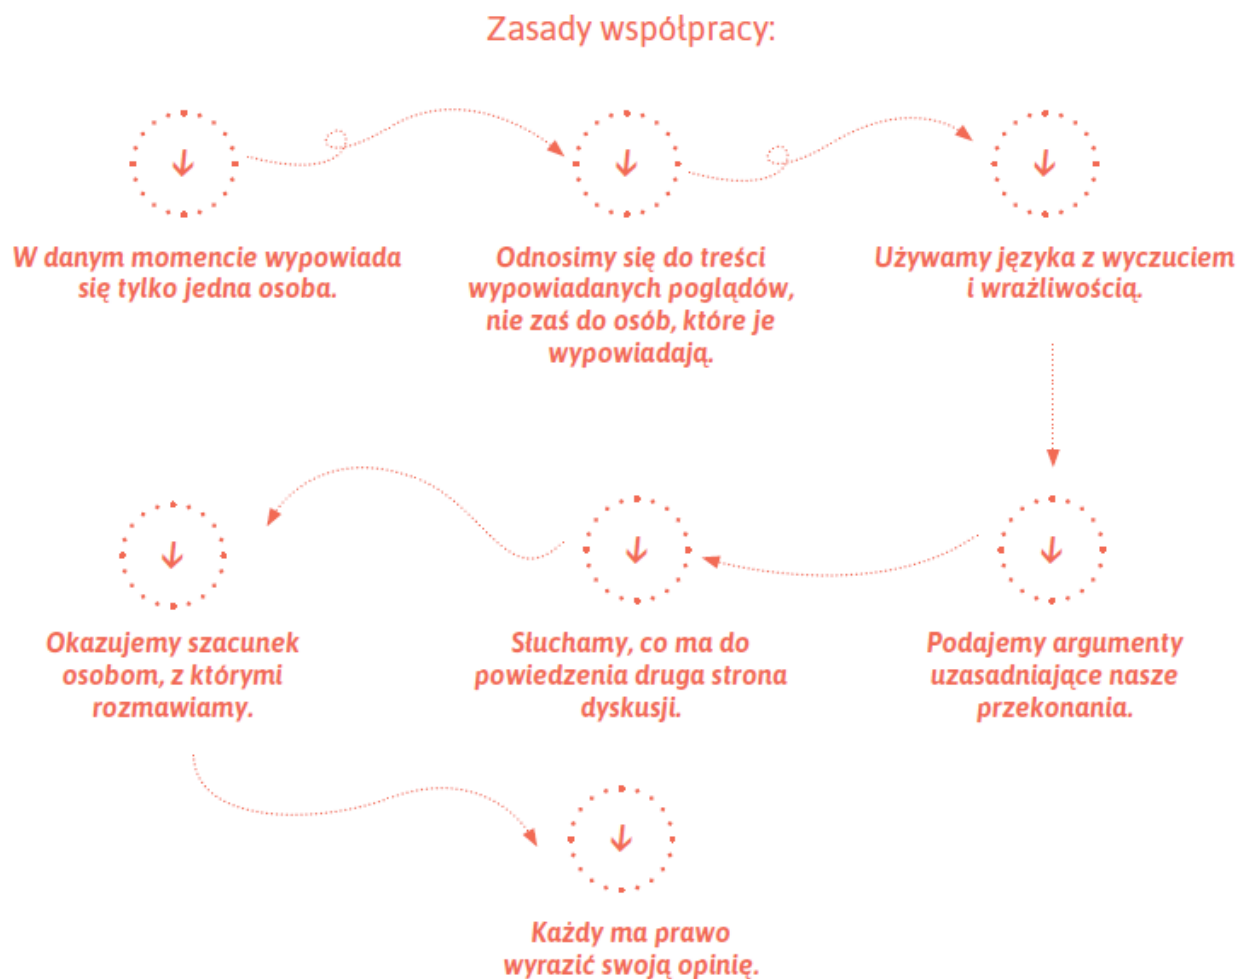 Zasady współpracy:
W danym momencie wypowiada
się tylko jedna osoba.
Odnosimy się do treści
wypowiadanych poglądów,
nie zaś do osób, które je
wypowiadają.
Używamy języka z wyczuciem
i wrażliwością.
Podajemy argumenty
uzasadniające nasze
przekonania.
Słuchamy, co ma do
powiedzenia druga strona
dyskusji.
Okazujemy szacunek
osobom, z którymi
rozmawiamy.
Każdy ma prawo
wyrazić swoją opinię.